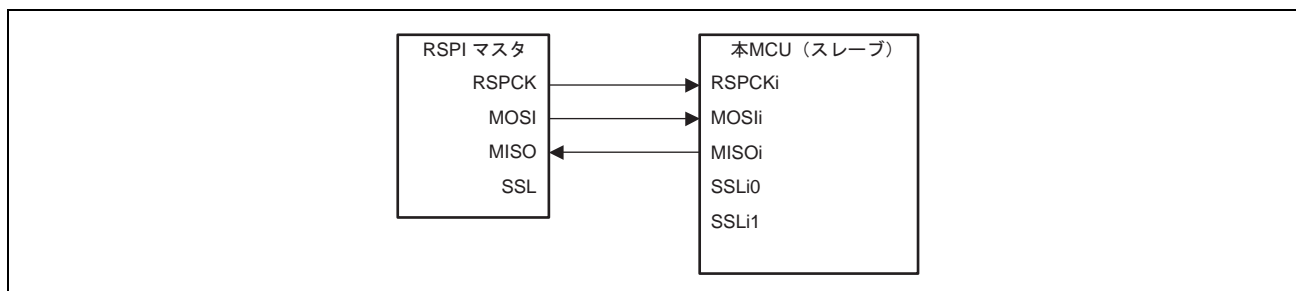 RSPI マスタ
RSPCK
MOSI
MISO
SSL
本MCU（スレーブ）
RSPCKi
MOSIi
MISOi
SSLi0
SSLi1